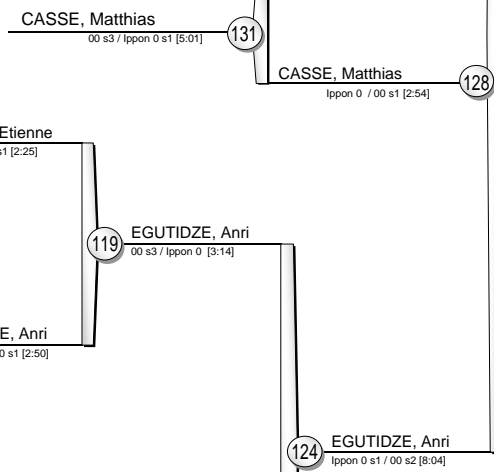 CASSE, Matthias
00 s3 / Ippon 0 s1 [5:01]
131
CASSE, Matthias
Ippon 0 / 00 s1 [2:54]
128
Etienne
s1 [2:25]
119
EGUTIDZE, Anri
00 s3 / Ippon 0 [3:14]
E, Anri
0 s1 [2:50]
124
EGUTIDZE, Anri
Ippon 0 s1 / 00 s2 [8:04]